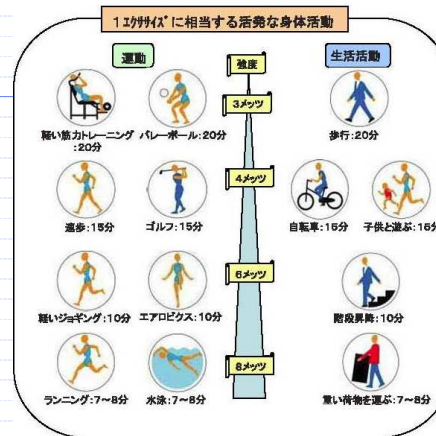 1エクササイズに相当する活発な身体活動
運動
強度
生活活動
3メッツ
軽い筋力トレーニング
:20分
バレーボール:20分
歩行:20分
4メッツ
速歩:15分
ゴルフ:15分
自転車:15分
子供と遊ぶ:15分
6メッツ
軽いジョギング:10分
エアロビクス:10分
階段昇降:10分
8メッツ
ランニング:7〜8分
水泳:7〜8分
重い荷物を運ぶ:7〜8分